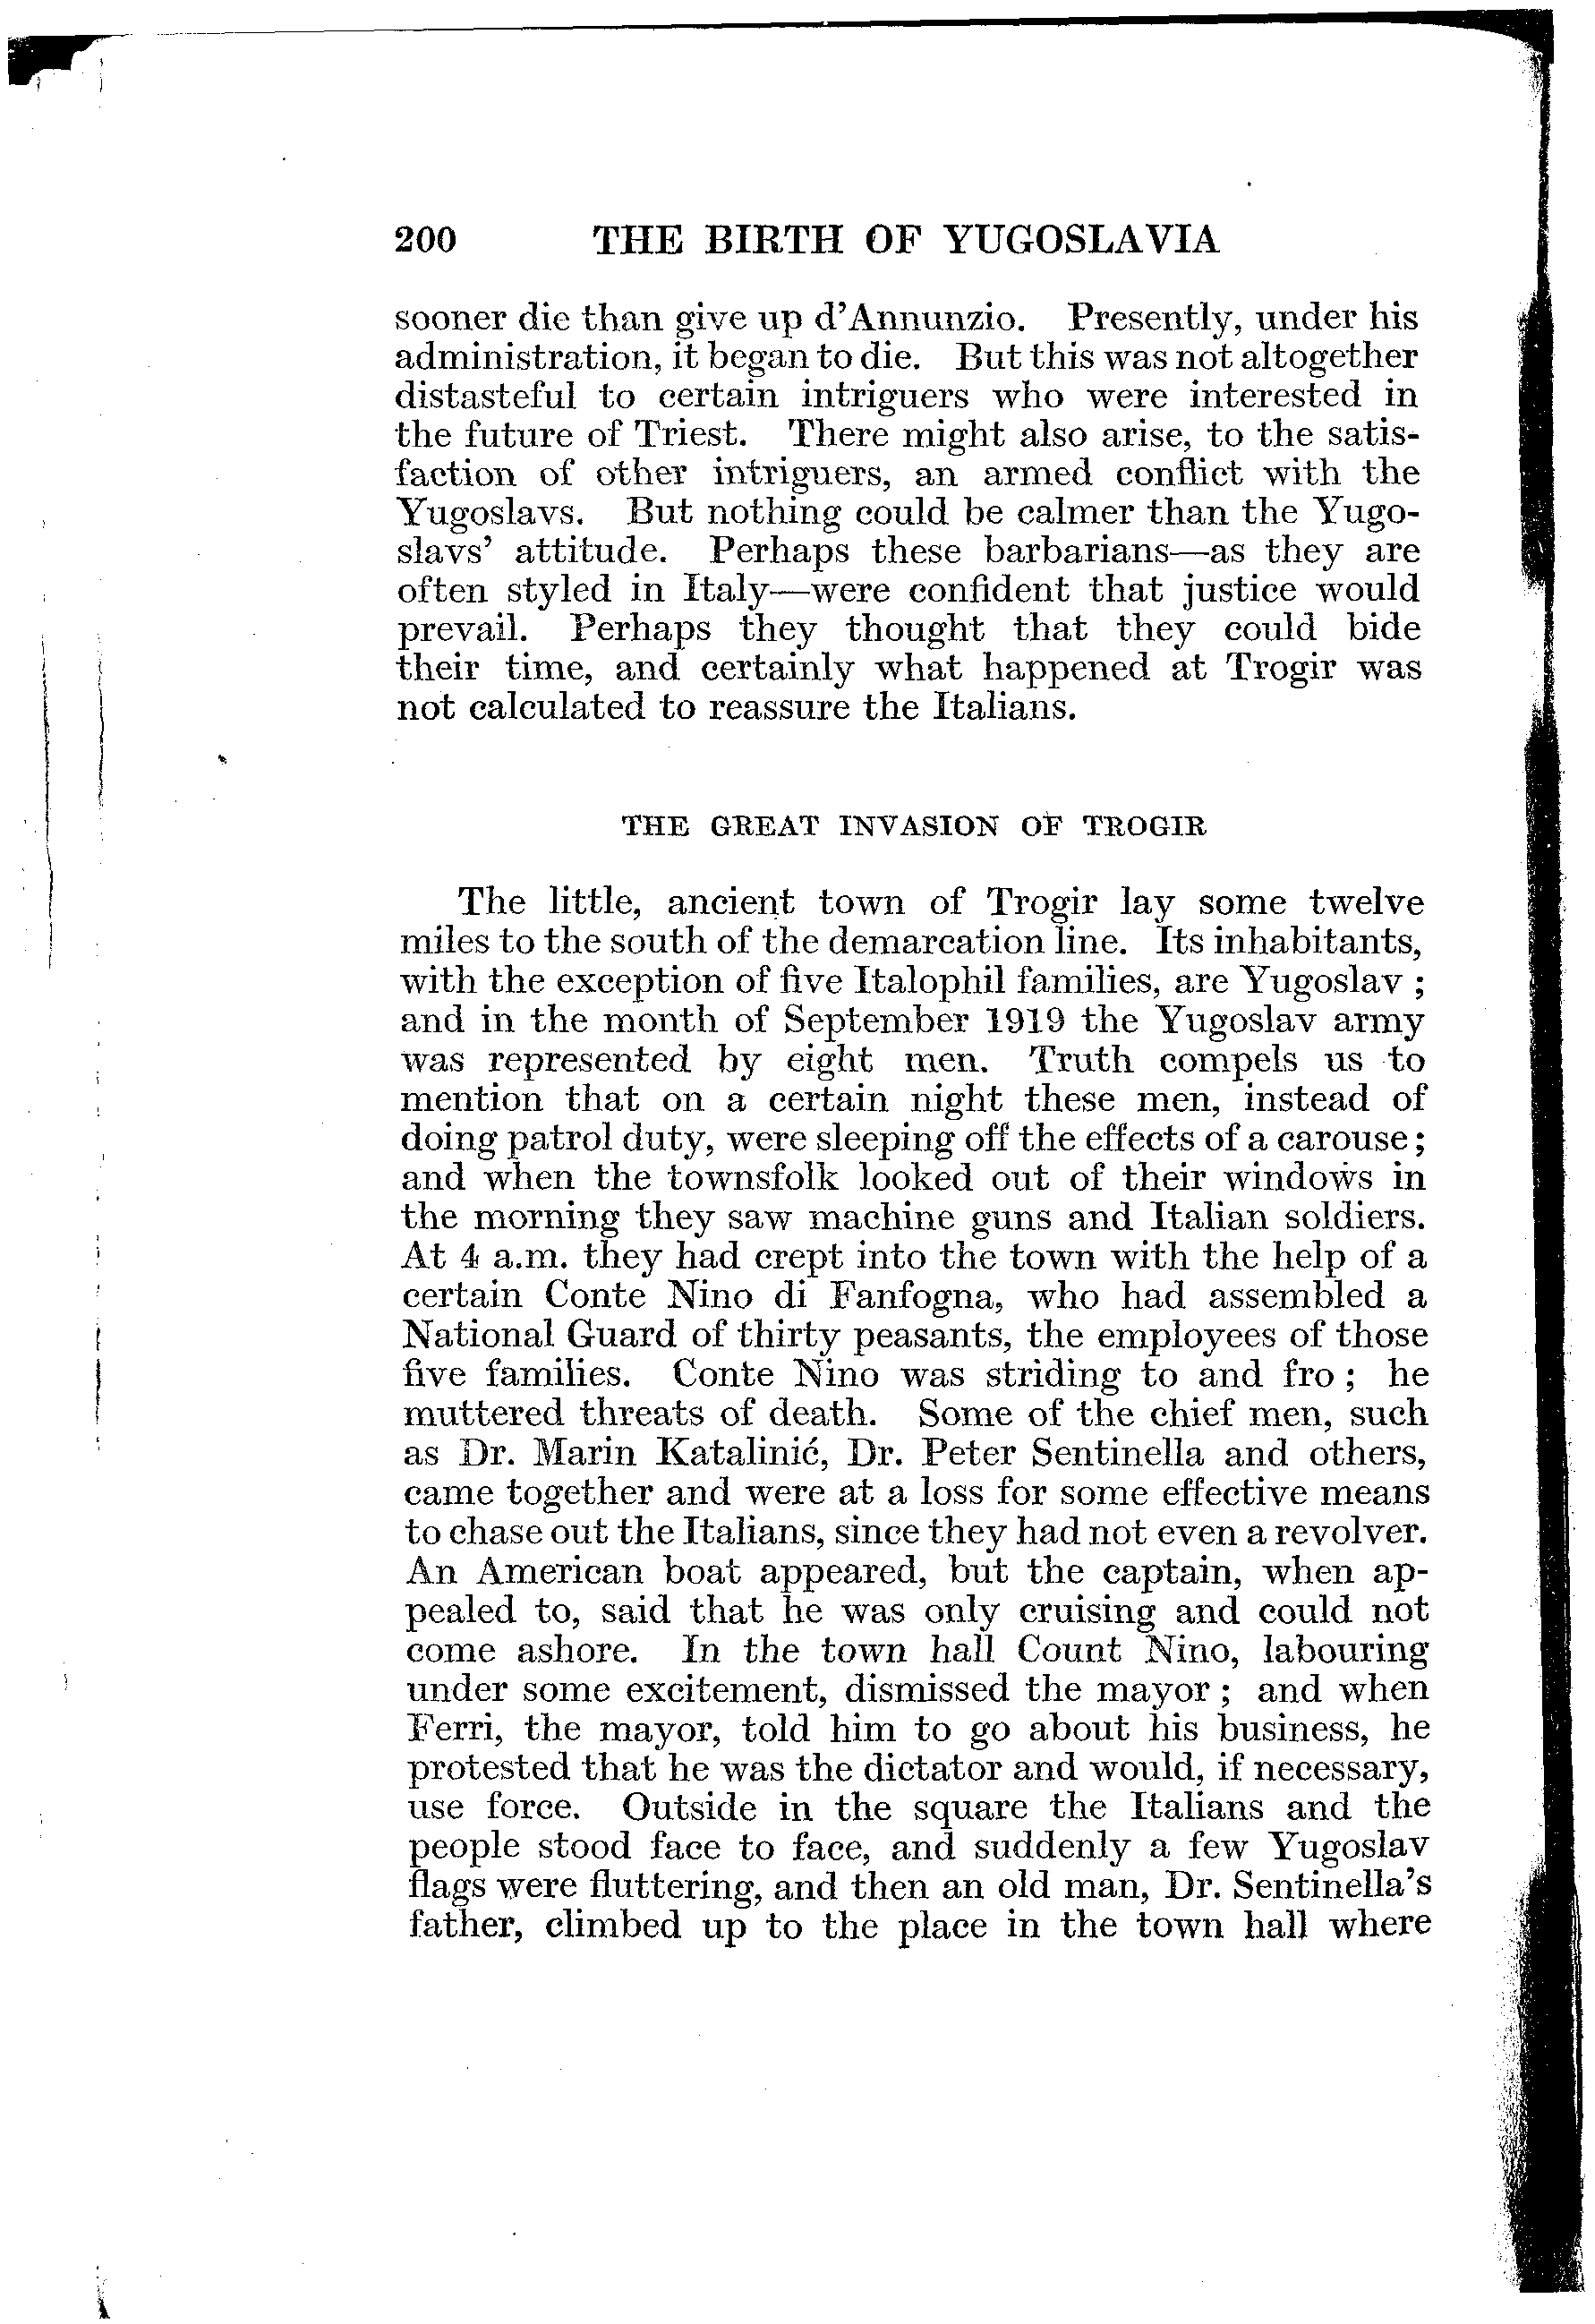 200 THE BIRTH OF YUGOSLAVIA
sooner die than give up d'Annunzio. Presently, under his
administration, it began to die. But this was not altogether
distasteful to certain intriguers who were interested in
the future of Triest. There might also arise, to the satis-
faction of other intriguers, an armed conflict with the
Yugoslavs. But nothing could be calmer than the Yugo-
slavs' attitude. Perhaps these barbarians—as they are
often styled in Italy—were confident that justice would
prevail. Perhaps they thought that they could bide
their time, and certainly what happened at Trogir was
not calculated to reassure the Italians.
THE GREAT INVASION OF TROGIR
The little, ancient town of Trogir lay some twelve
miles to the south of the demarcation line. Its inhabitants,
with the exception of five Italophil families, are Yugoslav ;
and in the month of September 1919 the Yugoslav army
was represented by eight men. Truth compels us to
mention that on a certain night these men, instead of
doing patrol duty, were sleeping off the effects of a carouse ;
and when the townsfolk looked out of their windows in
the morning they saw machine guns and Italian soldiers.
At 4 a.m. they had crept into the town with the help of a
certain Conte Nino di Fanfogna, who had assembled a
National Guard of thirty peasants, the employees of those
five families. Conte Nino was striding to and fro ; he
muttered threats of death. Some of the chief men, such
as Dr. Marin Katalinić, Dr. Peter Sentinella and others,
came together and were at a loss for some effective means
to chase out the Italians, since they had not even a revolver.
An American boat appeared, but the captain, when ap-
pealed to, said that he was only cruising and could not
come ashore. In the town hall Count Nino, labouring
under some excitement, dismissed the mayor ; and when
Ferri, the mayor, told him to go about his business, he
protested that he was the dictator and would, if necessary,
use force. Outside in the square the Italians and the
people stood face to face, and suddenly a few Yugoslav
flags were fluttering, and then an old man, Dr. Sentinella's
father, climbed up to the place in the town hall where